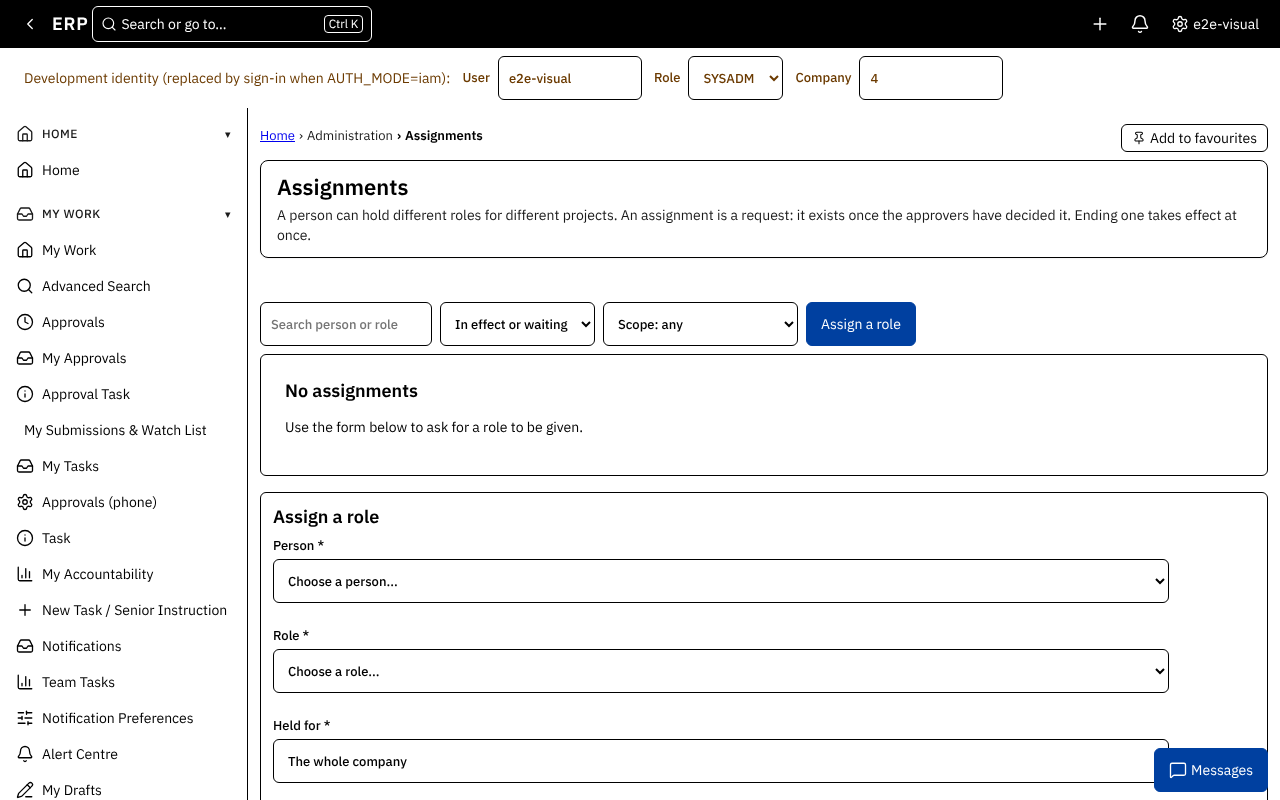 ERP
Search or go to...
Ctrl K
e2e-visual
Development identity (replaced by sign-in when AUTH_MODE=iam):
User
e2e-visual
Role
SYSADM
Company
4
HOME
Home
MY WORK
My Work
Advanced Search
Approvals
My Approvals
Approval Task
My Submissions & Watch List
My Tasks
Approvals (phone)
Task
My Accountability
New Task / Senior Instruction
Notifications
Team Tasks
Notification Preferences
Alert Centre
My Drafts
Home › Administration › Assignments
Add to favourites
Assignments
A person can hold different roles for different projects. An assignment is a request: it exists once the approvers have decided it. Ending one takes effect at
once.
Search person or role
In effect or waiting
Scope: any
Assign a role
No assignments
Use the form below to ask for a role to be given.
Assign a role
Person *
Choose a person...
Role *
Choose a role...
Held for *
The whole company
Messages